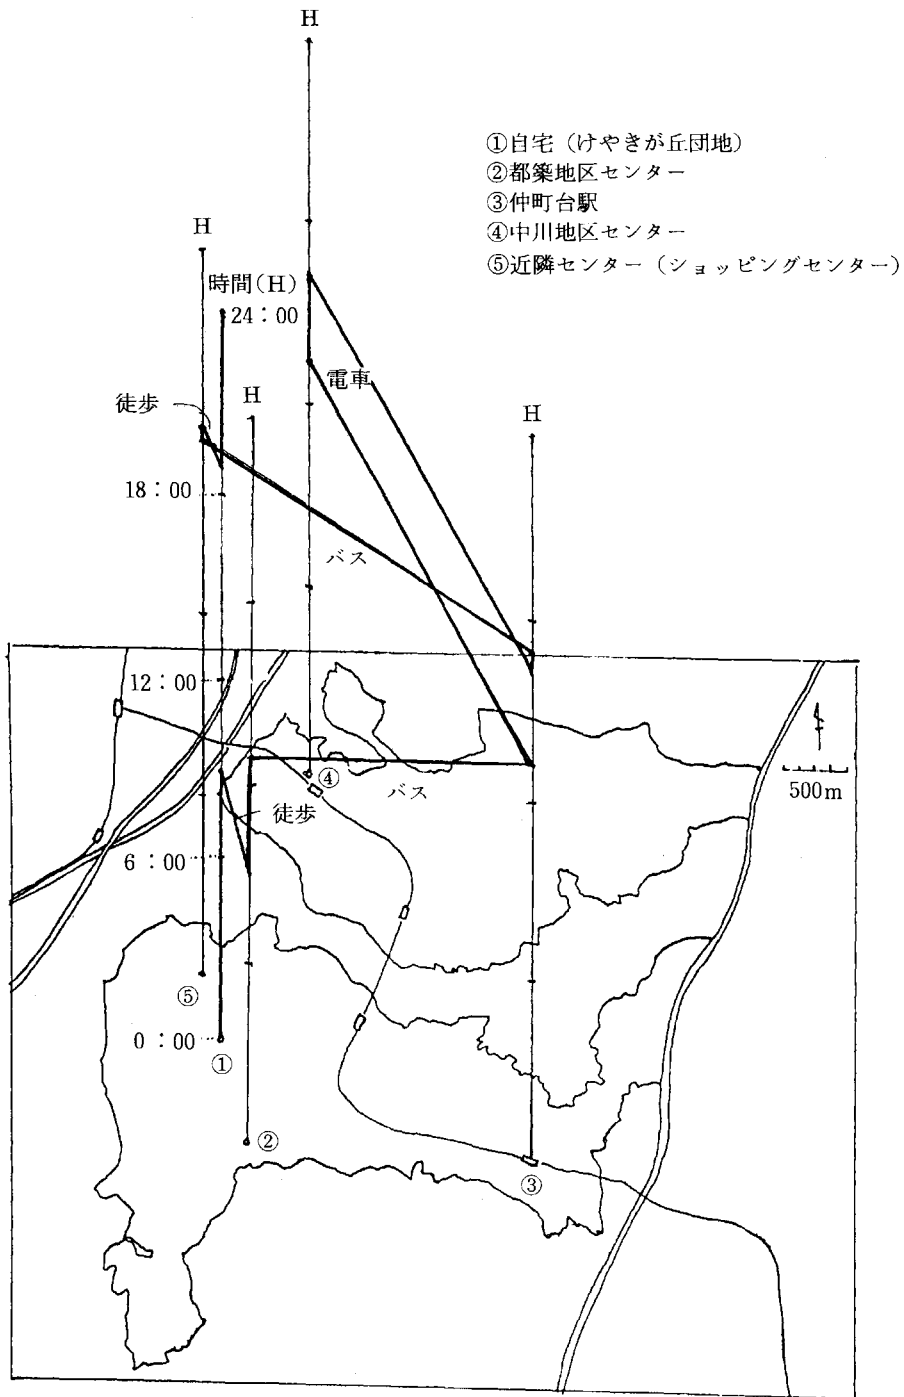 H
①自宅（けやきが丘団地）
②都築地区センター
③仲町台駅
④中川地区センター
⑤近隣センター（ショッピングセンター）
H
時間(H)
24：00
電車
H
徒歩
H
18：00
バス
12：00
④
バス
500m
徒歩
6：00
⑤
0：00
①
②
③